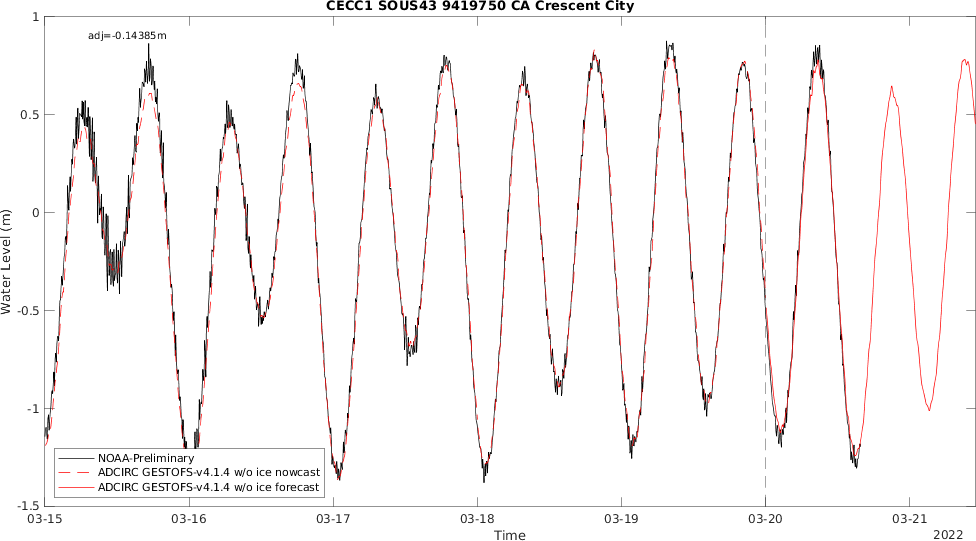 CECC1 SOUS43 9419750 CA Crescent City
adj=-0.14385m
1
0.5
0
-0.5
-1
-1.5
Water Level (m)
NOAA-Preliminary
ADCIRC GESTOFS-v4.1.4 w/o ice nowcast
ADCIRC GESTOFS-v4.1.4 w/o ice forecast
03-15 03-16 03-17 03-18 03-19 03-20 03-21
Time
2022